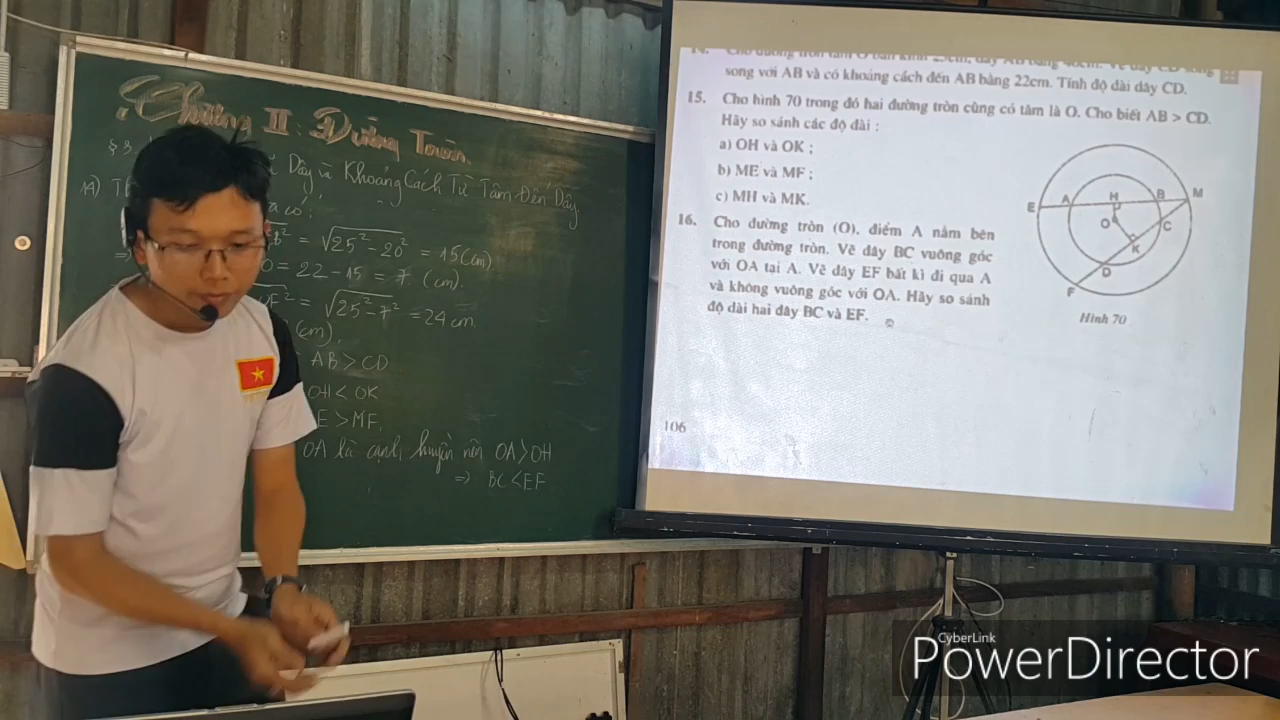 Chương II: Đường Tròn.
§3
Dây và Khoảng Cách Từ Tâm Đến Dây.
14)
a có:
= √25²-20² = 15(cm)
= 22-15 = 7 (cm).
= √25²-7² = 24 cm.
(cm).
AB > CD
OH < OK
E > MF.
OA là cạnh huyền nên OA > OH
=> BC < EF
song với AB và có khoảng cách đến AB bằng 22cm. Tính độ dài dây CD.
15. Cho hình 70 trong đó hai đường tròn cùng có tâm là O. Cho biết AB > CD.
Hãy so sánh các độ dài :
a) OH và OK ;
b) ME và MF ;
c) MH và MK.
16. Cho đường tròn (O), điểm A nằm bên
trong đường tròn. Vẽ dây BC vuông góc
với OA tại A. Vẽ dây EF bất kì đi qua A
và không vuông góc với OA. Hãy so sánh
độ dài hai dây BC và EF.
E A H B M
O C
K
D
F
Hình 70
106
CyberLink
PowerDirector